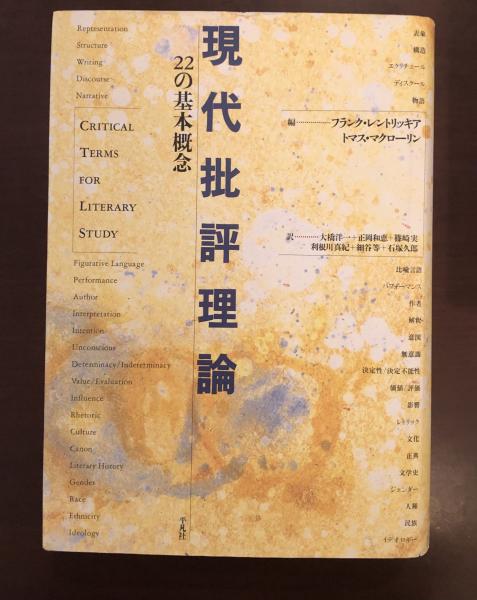 現代批評理論
22の基本概念
Representation
Structure
Writing
Discourse
Narrative
CRITICAL
TERMS
FOR
LITERARY
STUDY
Figurative Language
Performance
Author
Interpretation
Intention
Unconscious
Determinacy/Indeterminacy
Value/Evaluation
Influence
Rhetoric
Culture
Canon
Literary History
Gender
Race
Ethnicity
Ideology
表象
構造
エクリチュール
ディスクール
物語
編…………フランク・レントリッキア
トマス・マクローリン
訳…………大橋洋一+正岡和恵+篠崎実
利根川真紀+細谷等+石塚久郎
比喩言語
パフォーマンス
作者
解釈
意図
無意識
決定性/決定不能性
価値/評価
影響
レトリック
文化
正典
文学史
ジェンダー
人種
民族
イデオロギー
平凡社